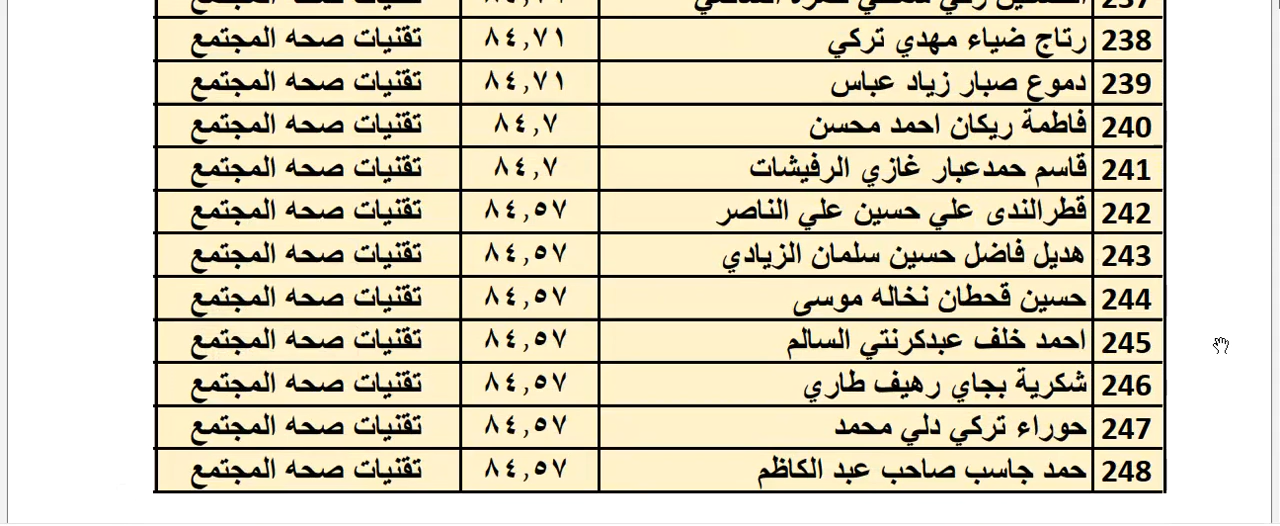 237
238 رتاج ضياء مهدي تركي ٨٤,٧١ تقنيات صحه المجتمع
239 دموع صبار زياد عباس ٨٤,٧١ تقنيات صحه المجتمع
240 فاطمة ريكان احمد محسن ٨٤,٧ تقنيات صحه المجتمع
241 قاسم حمدعبار غازي الرفيشات ٨٤,٧ تقنيات صحه المجتمع
242 قطرالندى علي حسين علي الناصر ٨٤,٥٧ تقنيات صحه المجتمع
243 هديل فاضل حسين سلمان الزيادي ٨٤,٥٧ تقنيات صحه المجتمع
244 حسين قحطان نخاله موسى ٨٤,٥٧ تقنيات صحه المجتمع
245 احمد خلف عبدكرنتي السالم ٨٤,٥٧ تقنيات صحه المجتمع
246 شكرية بجاي رهيف طاري ٨٤,٥٧ تقنيات صحه المجتمع
247 حوراء تركي دلي محمد ٨٤,٥٧ تقنيات صحه المجتمع
248 حمد جاسب صاحب عبد الكاظم ٨٤,٥٧ تقنيات صحه المجتمع